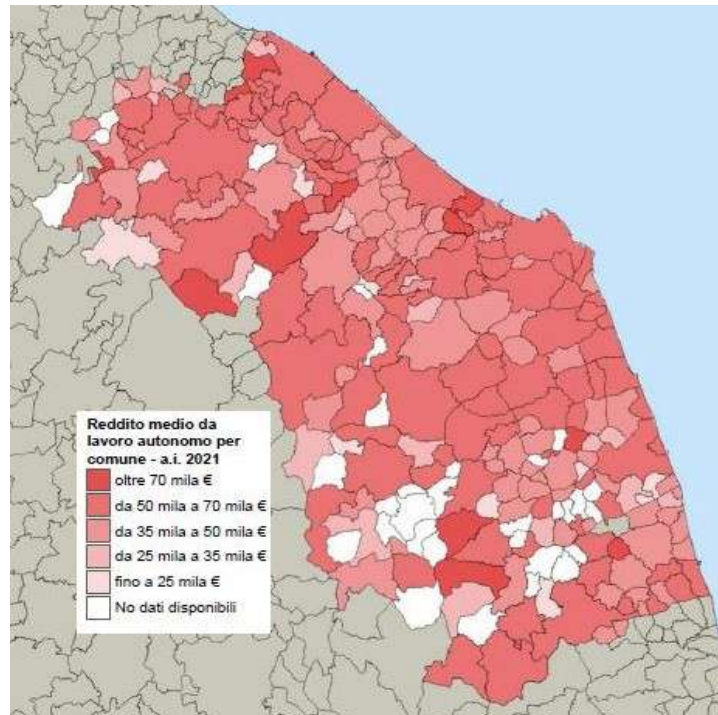 Reddito medio da
lavoro autonomo per
comune - a.i. 2021
oltre 70 mila €
da 50 mila a 70 mila €
da 35 mila a 50 mila €
da 25 mila a 35 mila €
fino a 25 mila €
No dati disponibili